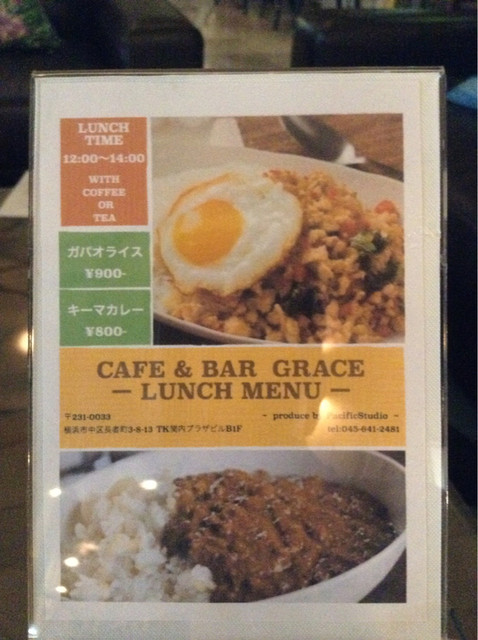 LUNCH
TIME
12:00〜14:00
WITH
COFFEE
OR
TEA
ガパオライス
¥900-
キーマカレー
¥800-
CAFE & BAR GRACE
— LUNCH MENU —
〒231-0033
横浜市中区長者町3-8-13 TK関内プラザビルB1F
~ produce by PacificStudio ~
tel:045-641-2481